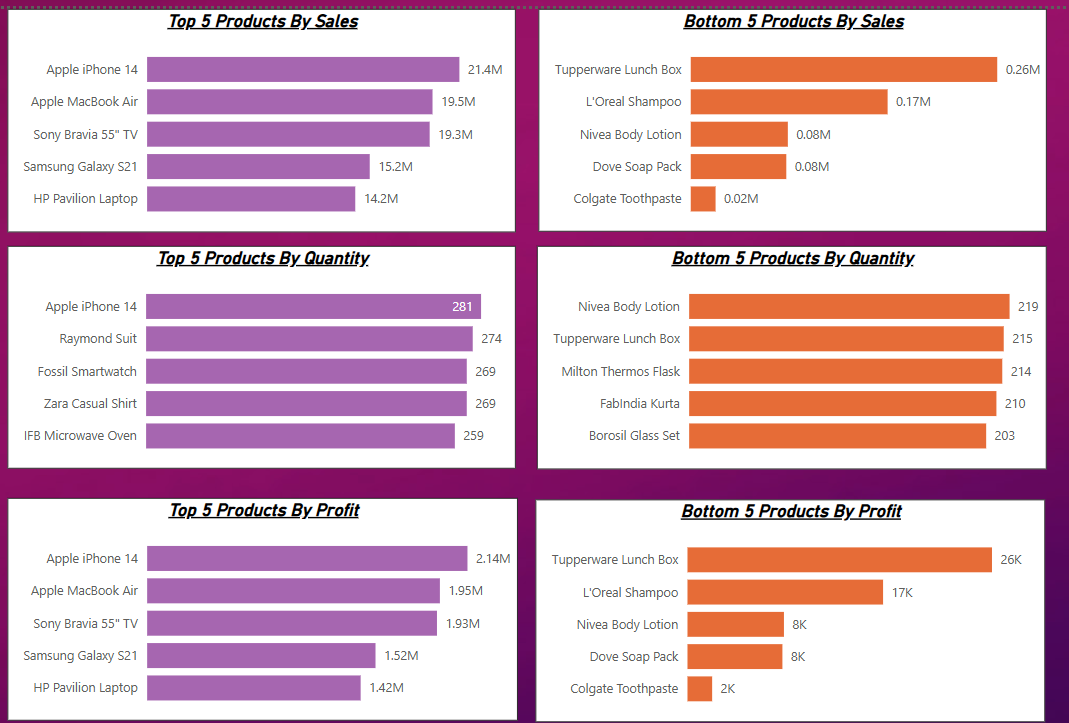 Top 5 Products By Sales
Apple iPhone 14 21.4M
Apple MacBook Air 19.5M
Sony Bravia 55" TV 19.3M
Samsung Galaxy S21 15.2M
HP Pavilion Laptop 14.2M
Bottom 5 Products By Sales
Tupperware Lunch Box 0.26M
L'Oreal Shampoo 0.17M
Nivea Body Lotion 0.08M
Dove Soap Pack 0.08M
Colgate Toothpaste 0.02M
Top 5 Products By Quantity
Apple iPhone 14 281
Raymond Suit 274
Fossil Smartwatch 269
Zara Casual Shirt 269
IFB Microwave Oven 259
Bottom 5 Products By Quantity
Nivea Body Lotion 219
Tupperware Lunch Box 215
Milton Thermos Flask 214
FabIndia Kurta 210
Borosil Glass Set 203
Top 5 Products By Profit
Apple iPhone 14 2.14M
Apple MacBook Air 1.95M
Sony Bravia 55" TV 1.93M
Samsung Galaxy S21 1.52M
HP Pavilion Laptop 1.42M
Bottom 5 Products By Profit
Tupperware Lunch Box 26K
L'Oreal Shampoo 17K
Nivea Body Lotion 8K
Dove Soap Pack 8K
Colgate Toothpaste 2K